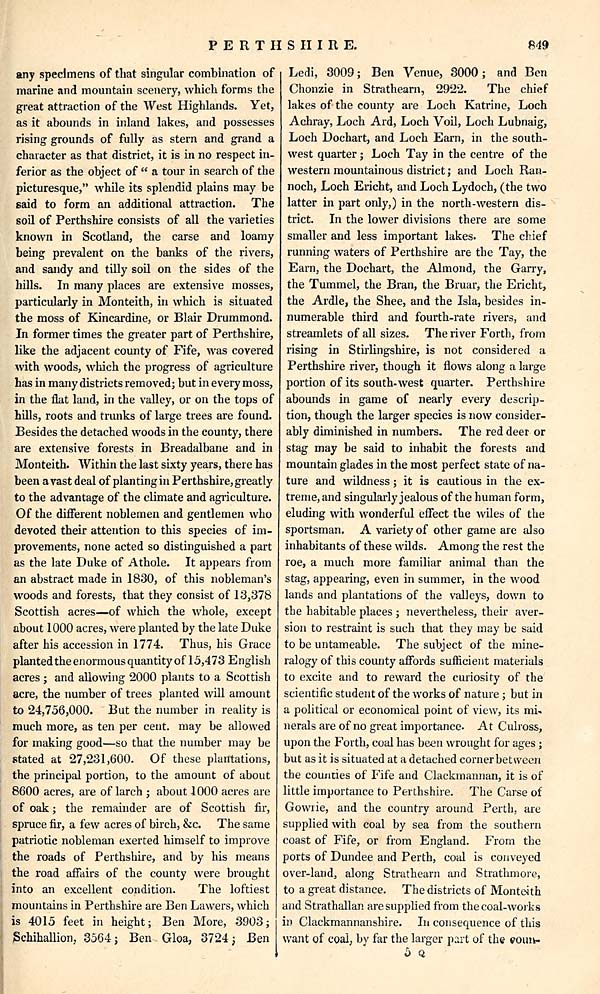 PERTHSHIRE.
849
any specimens of that singular combination of
marine and mountain scenery, which forms the
great attraction of the West Highlands. Yet,
as it abounds in inland lakes, and possesses
rising grounds of fully as stern and grand a
character as that district, it is in no respect in-
ferior as the object of “ a tour in search of the
picturesque,” while its splendid plains may be
said to form an additional attraction. The
soil of Perthshire consists of all the varieties
known in Scotland, the carse and loamy
being prevalent on the banks of the rivers,
and sandy and tilly soil on the sides of the
hills. In many places are extensive mosses,
particularly in Monteith, in which is situated
the moss of Kincardine, or Blair Drummond.
In former times the greater part of Perthshire,
like the adjacent county of Fife, was covered
with woods, which the progress of agriculture
has in many districts removed; but in every moss,
in the flat land, in the valley, or on the tops of
hills, roots and trunks of large trees are found.
Besides the detached woods in the county, there
are extensive forests in Breadalbane and in
Monteith. Within the last sixty years, there has
been a vast deal of planting in Perthshire, greatly
to the advantage of the climate and agriculture.
Of the different noblemen and gentlemen who
devoted their attention to this species of im-
provements, none acted so distinguished a part
as the late Duke of Athole. It appears from
an abstract made in 1830, of this nobleman's
woods and forests, that they consist of 13,378
Scottish acres—of which the whole, except
about 1000 acres, were planted by the late Duke
after his accession in 1774. Thus, his Grace
planted the enormous quantity of 15,473 English
acres ; and allowing 2000 plants to a Scottish
acre, the number of trees planted will amount
to 24,756,000. But the number in reality is
much more, as ten per cent. may be allowed
for making good—so that the number may be
stated at 27,231,600. Of these plantations,
the principal portion, to the amount of about
8600 acres, are of larch ; about 1000 acres are
of oak ; the remainder are of Scottish fir,
spruce fir, a few acres of birch, &c. The same
patriotic nobleman exerted himself to improve
the roads of Perthshire, and by his means
the road affairs of the county were brought
into an excellent condition. The loftiest
mountains in Perthshire are Ben Lawers, which
is 4015 feet in height; Ben More, 3903;
Schihallion, 3564; Ben Gloa, 3724; Ben
Ledi, 3009; Ben Venue, 3000 ; and Ben
Chonzie in Strathearn, 2922. The chief
lakes of the county are Loch Katrine, Loch
Achray, Loch Ard, Loch Voil, Loch Lubnaig,
Loch Dochart, and Loch Earn, in the south-
west quarter ; Loch Tay in the centre of the
western mountainous district; and Loch Ran-
noch, Loch Ericht, and Loch Lydoch, (the two
latter in part only,) in the north-western dis-
trict. In the lower divisions there are some
smaller and less important lakes. The chief
running waters of Perthshire are the Tay, the
Earn, the Dochart, the Almond, the Garry,
the Tummel, the Bran, the Bruar, the Ericht,
the Ardle, the Shee, and the Isla, besides in-
numerable third and fourth-rate rivers, and
streamlets of all sizes. The river Forth, from
rising in Stirlingshire, is not considered a
Perthshire river, though it flows along a large
portion of its south-west quarter. Perthshire
abounds in game of nearly every descrip-
tion, though the larger species is now consider-
ably diminished in numbers. The red deer or
stag may be said to inhabit the forests and
mountain glades in the most perfect state of na-
ture and wildness ; it is cautious in the ex-
treme, and singularly jealous of the human form,
eluding with wonderful effect the wiles of the
sportsman. A variety of other game are also
inhabitants of these wilds. Among the rest the
roe, a much more familiar animal than the
stag, appearing, even in summer, in the wood
lands and plantations of the valleys, down to
the habitable places ; nevertheless, their aver-
sion to restraint is such that they may be said
to be untameable. The subject of the mine-
ralogy of this county affords sufficient materials
to excite and to reward the curiosity of the
scientific student of the works of nature ; but in
a political or economical point of view, its mi-
nerals are of no great importance. At Culross,
upon the Forth, coal has been wrought for ages ;
but as it is situated at a detached corner between
the counties of Fife and Clackmannan, it is of
little importance to Perthshire. The Carse of
Gowrie, and the country around Perth, are
supplied with coal by sea from the southern
coast of Fife, or from England. From the
ports of Dundee and Perth, coal is conveyed
over-land, along Strathearn and Strathmore,
to a great distance. The districts of Monteith
and Strathallan are supplied from the coal-works
in Clackmannanshire. In consequence of this
want of coal, by far the larger part of the coun-
5 Q